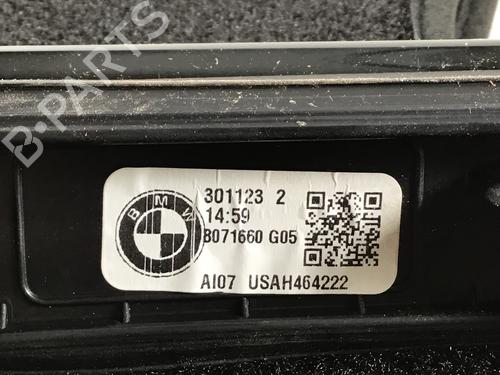 B-PARTS
BMW
301123 2
14:59
8071660 G05
AI07 USAH464222